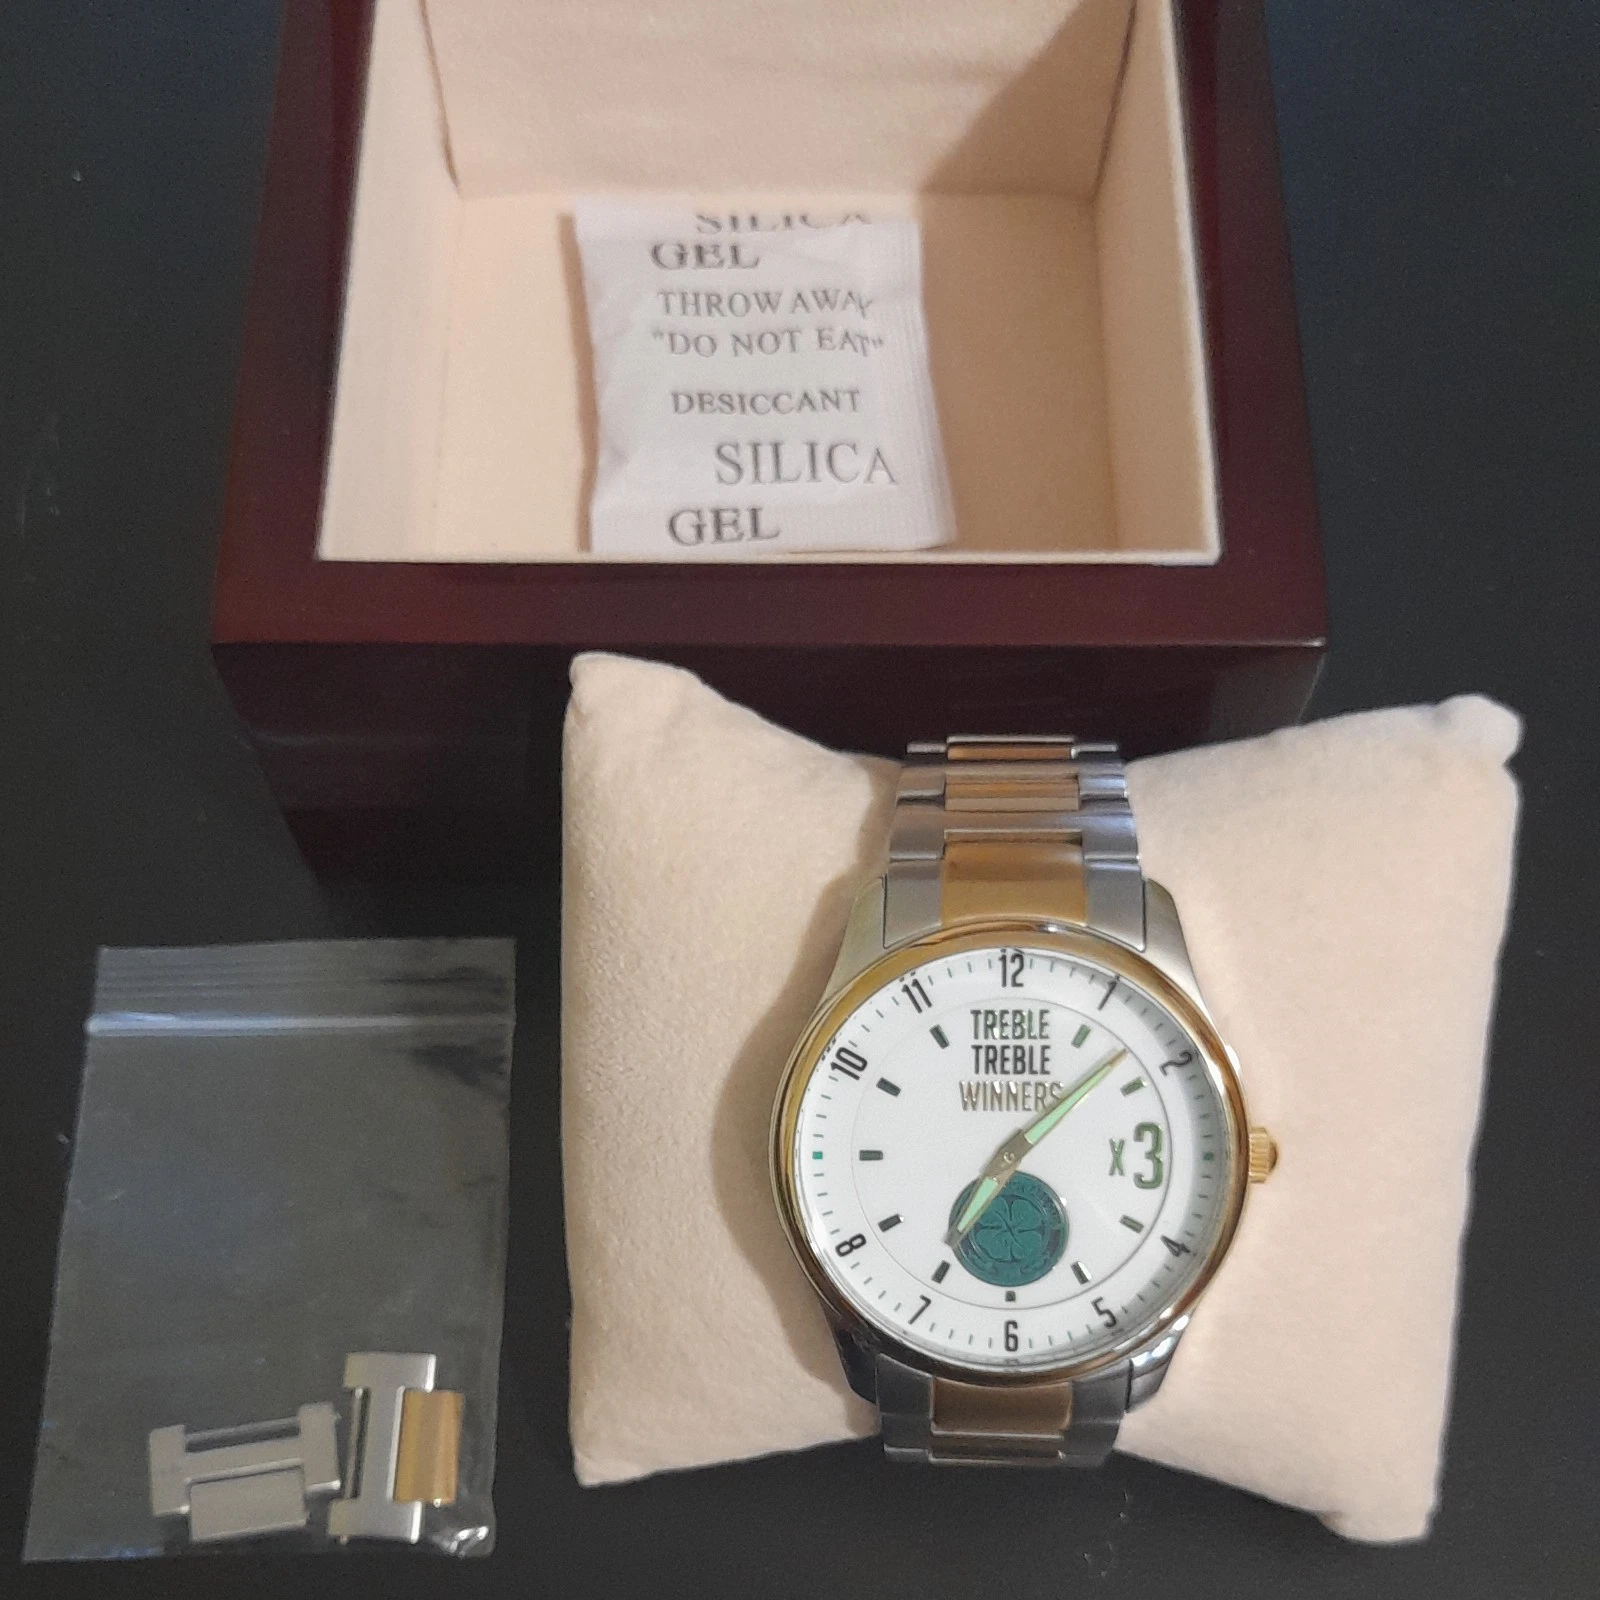 SILICA
GEL
THROW AWAY
"DO NOT EAT"
DESICCANT
SILICA
GEL
12
11
1
TREBLE
TREBLE
WINNERS
10
2
x3
8
4
7
5
6